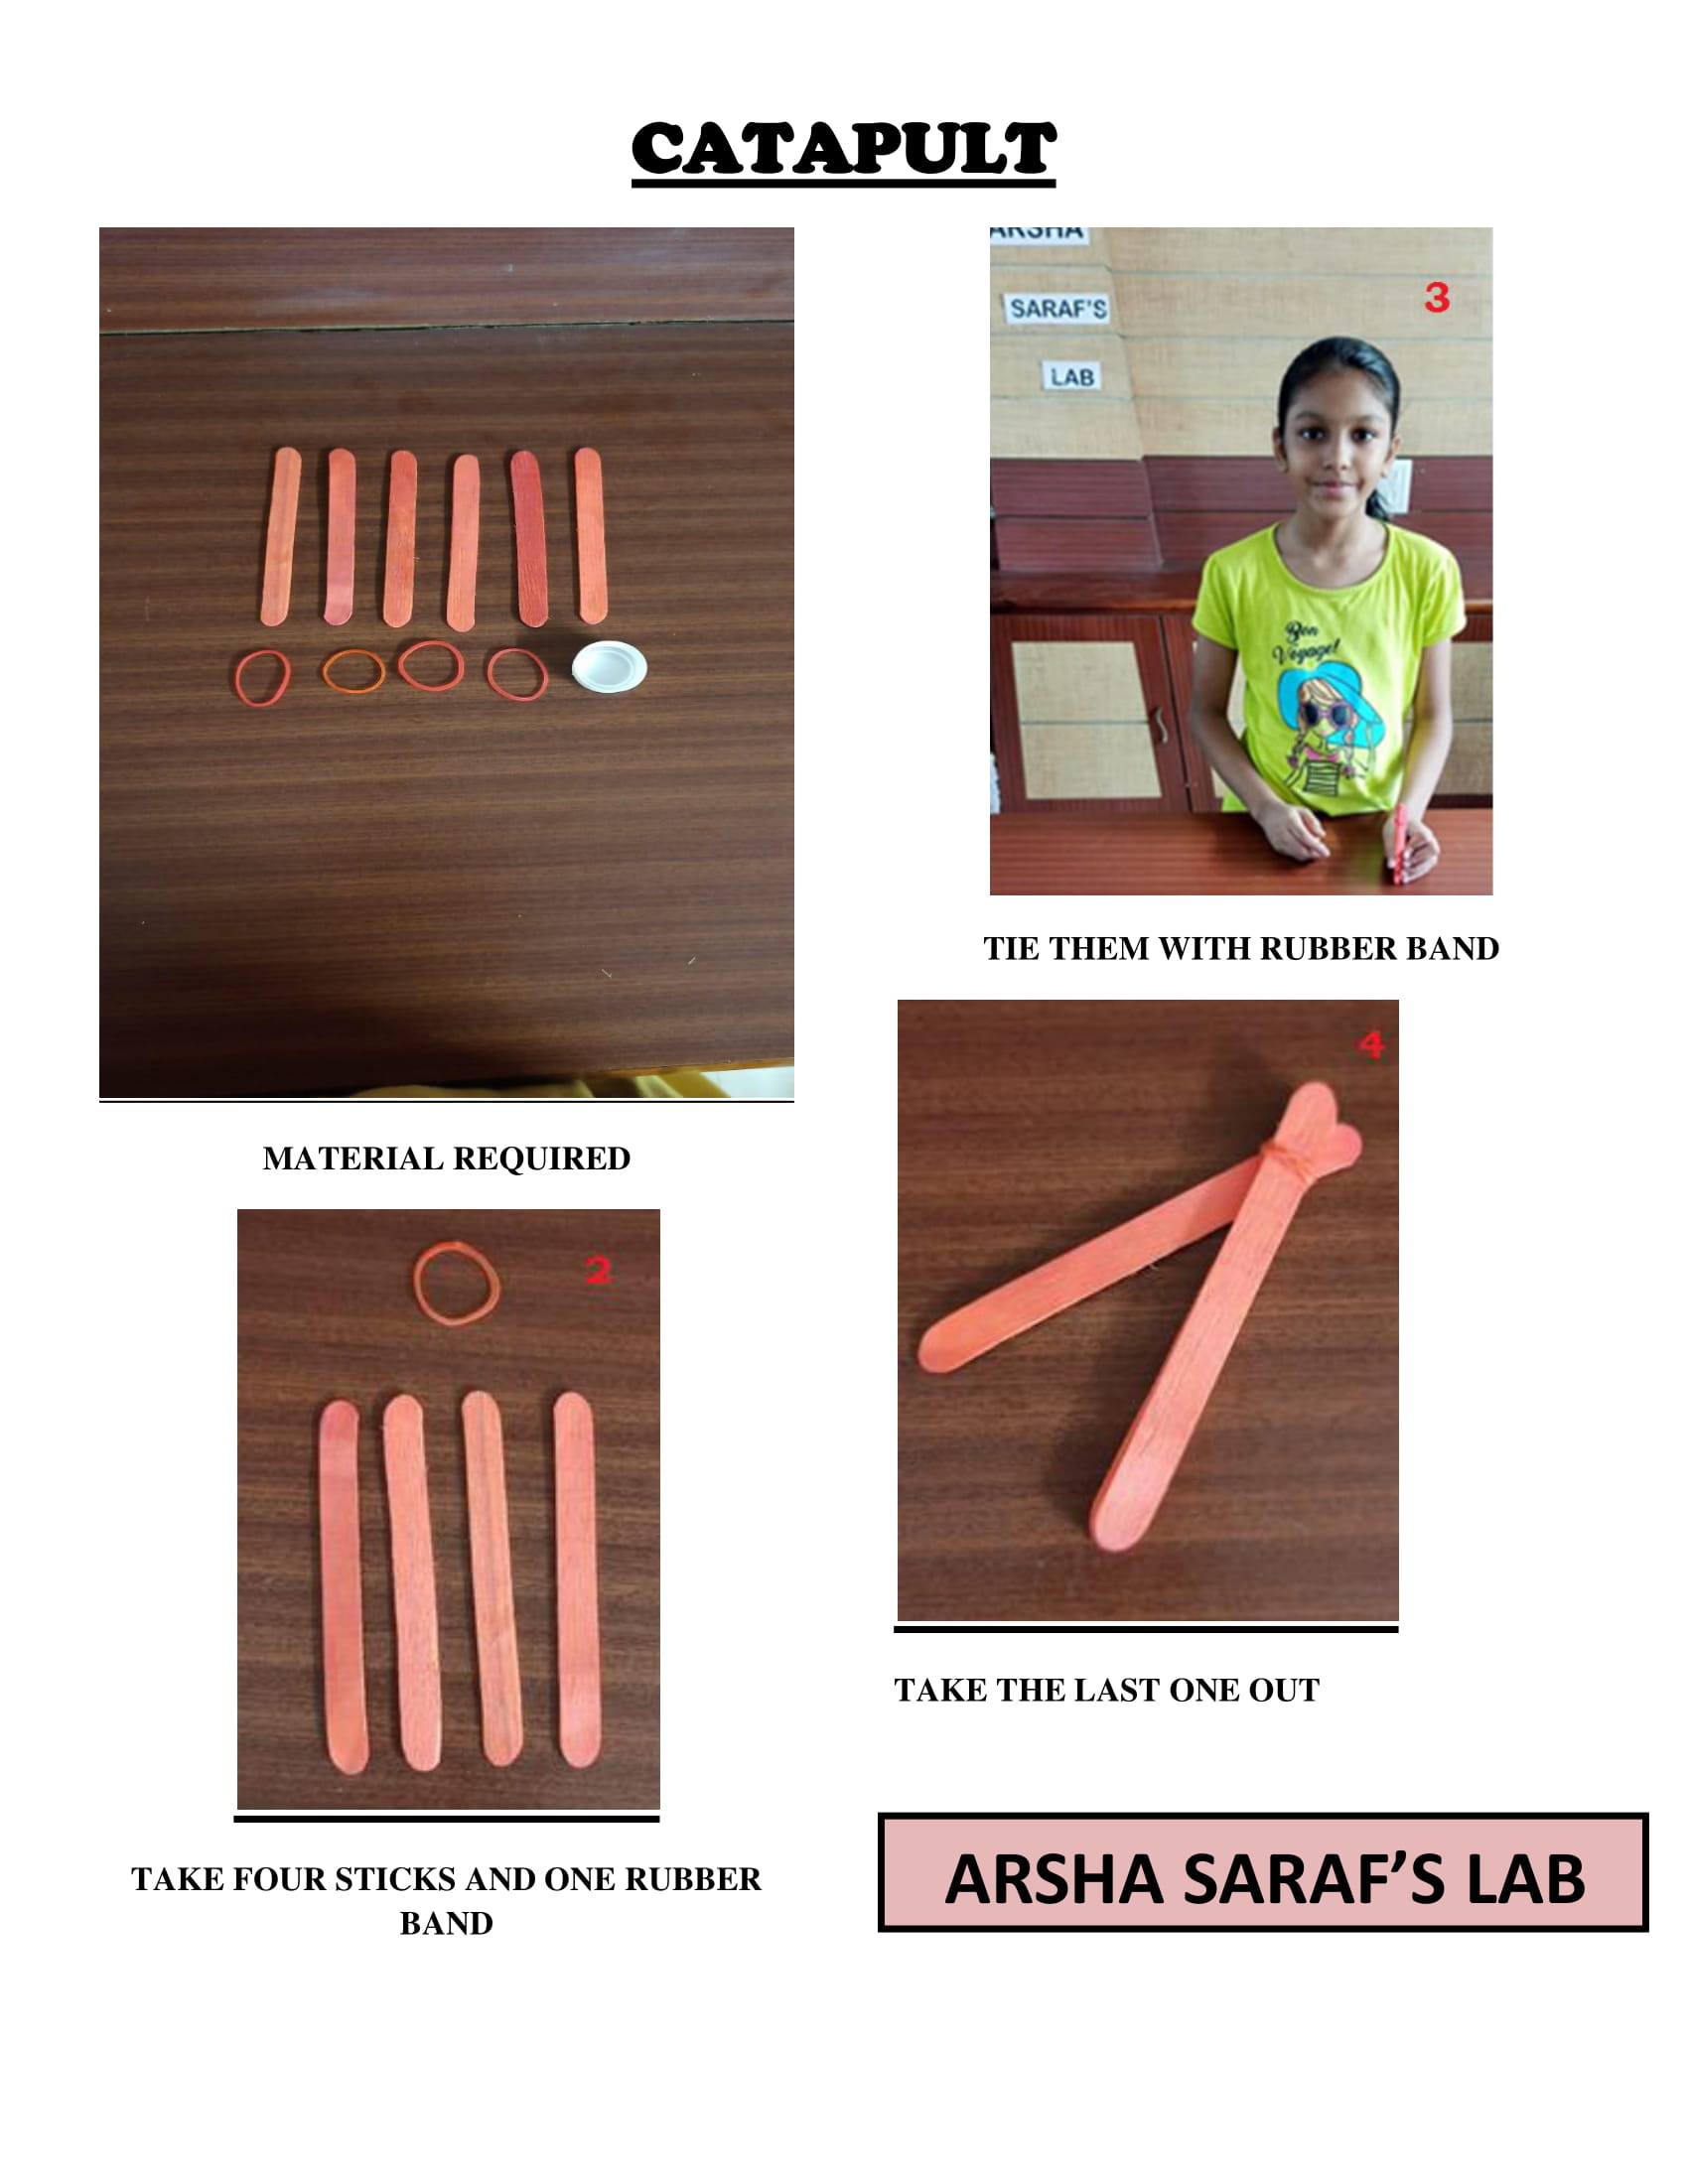 CATAPULT
MATERIAL REQUIRED
2
TAKE FOUR STICKS AND ONE RUBBER
BAND
ARSHA
SARAF'S
LAB
3
Bon
Voyage!
TIE THEM WITH RUBBER BAND
4
TAKE THE LAST ONE OUT
ARSHA SARAF'S LAB